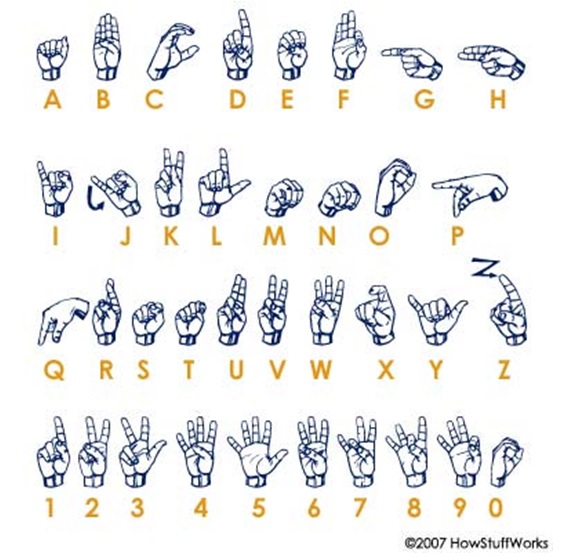 A B C D E F G H
I J K L M N O P
Z
Q R S T U V W X Y Z
1 2 3 4 5 6 7 8 9 0
©2007 HowStuffWorks